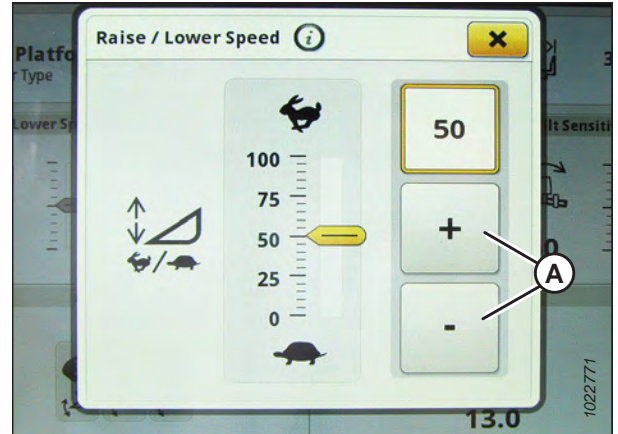 Raise / Lower Speed i
Platfo
r Type
3
Lower Sp
lt Sensiti
50
100
75
50
25
0
+
-
A
0
13.0
1022771